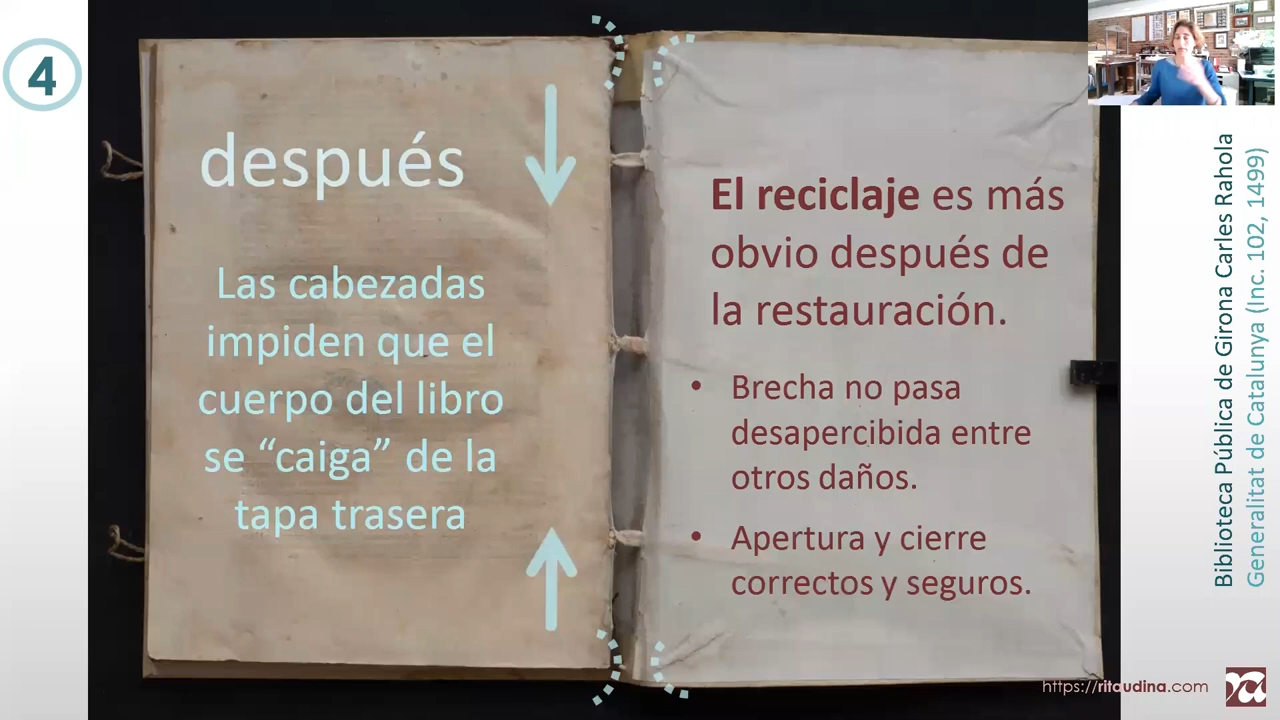 4
después
Las cabezadas
impiden que el
cuerpo del libro
se “caiga” de la
tapa trasera
El reciclaje es más
obvio después de
la restauración.
• Brecha no pasa
desapercibida entre
otros daños.
• Apertura y cierre
correctos y seguros.
Biblioteca Pública de Girona Carles Rahola
Generalitat de Catalunya (Inc. 102, 1499)
https://ritaudina.com